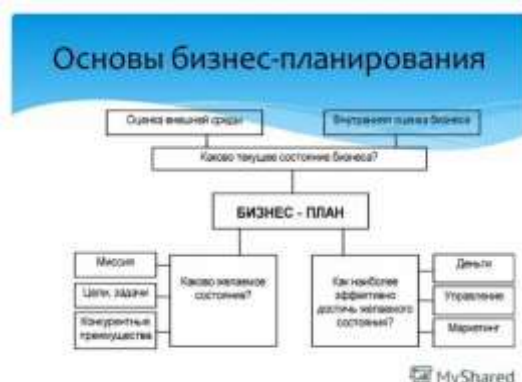 Основы бизнес-планирования
Оценка внешней среды
Внутренняя оценка бизнеса
Каково текущее состояние бизнеса?
БИЗНЕС - ПЛАН
Миссия
Цели, задачи
Конкурентные
преимущества
Каково желаемое
состояние?
Как наиболее
эффективно
достичь желаемого
состояния?
Деньги
Управление
Маркетинг
MyShared